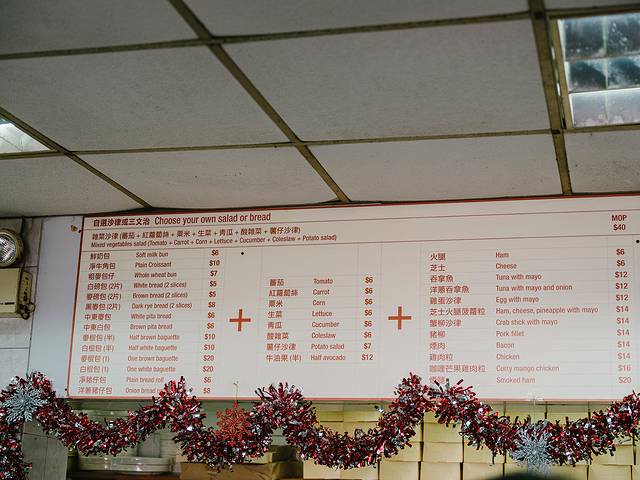 自選沙律或三文治 Choose your own salad or bread
MOP
雜菜沙律 (蕃茄 + 紅蘿蔔絲 + 粟米 + 生菜 + 青瓜 + 酸雜菜 + 薯仔沙律) $40
Mixed vegetables salad (Tomato + Carrot + Corn + Lettuce + Cucumber + Coleslaw + Potato salad)
鮮奶包 Soft milk bun $6
淨牛角包 Plain Croissant $10
粗麥包仔 Whole wheat bun $7
白磅包 (2片) White bread (2 slices) $5
麥磅包 (2片) Brown bread (2 slices) $5
黑麥包 (2片) Dark rye bread (2 slices) $8
中東麥包 White pita bread $6
中東白包 Brown pita bread $6
麥棍包 (半) Half brown baguette $10
白棍包 (半) Half white baguette $10
麥棍包 (1) One brown baguette $20
白棍包 (1) One white baguette $20
淨豬仔包 Plain bread roll $6
洋蔥豬仔包 Onion bread $8
+
蕃茄 Tomato $6
紅蘿蔔絲 Carrot $6
粟米 Corn $6
生菜 Lettuce $6
青瓜 Cucumber $6
酸雜菜 Coleslaw $6
薯仔沙律 Potato salad $7
牛油果 (半) Half avocado $12
+
火腿 Ham $6
芝士 Cheese $6
吞拿魚 Tuna with mayo $12
洋蔥吞拿魚 Tuna with mayo and onion $12
雞蛋沙律 Egg with mayo $12
芝士火腿菠蘿粒 Ham, cheese, pineapple with mayo $14
蟹柳沙律 Crab stick with mayo $14
豬柳 Pork fillet $14
煙肉 Bacon $14
雞肉粒 Chicken $14
咖哩芒果雞肉粒 Curry mango chicken $16
Smoked ham $20